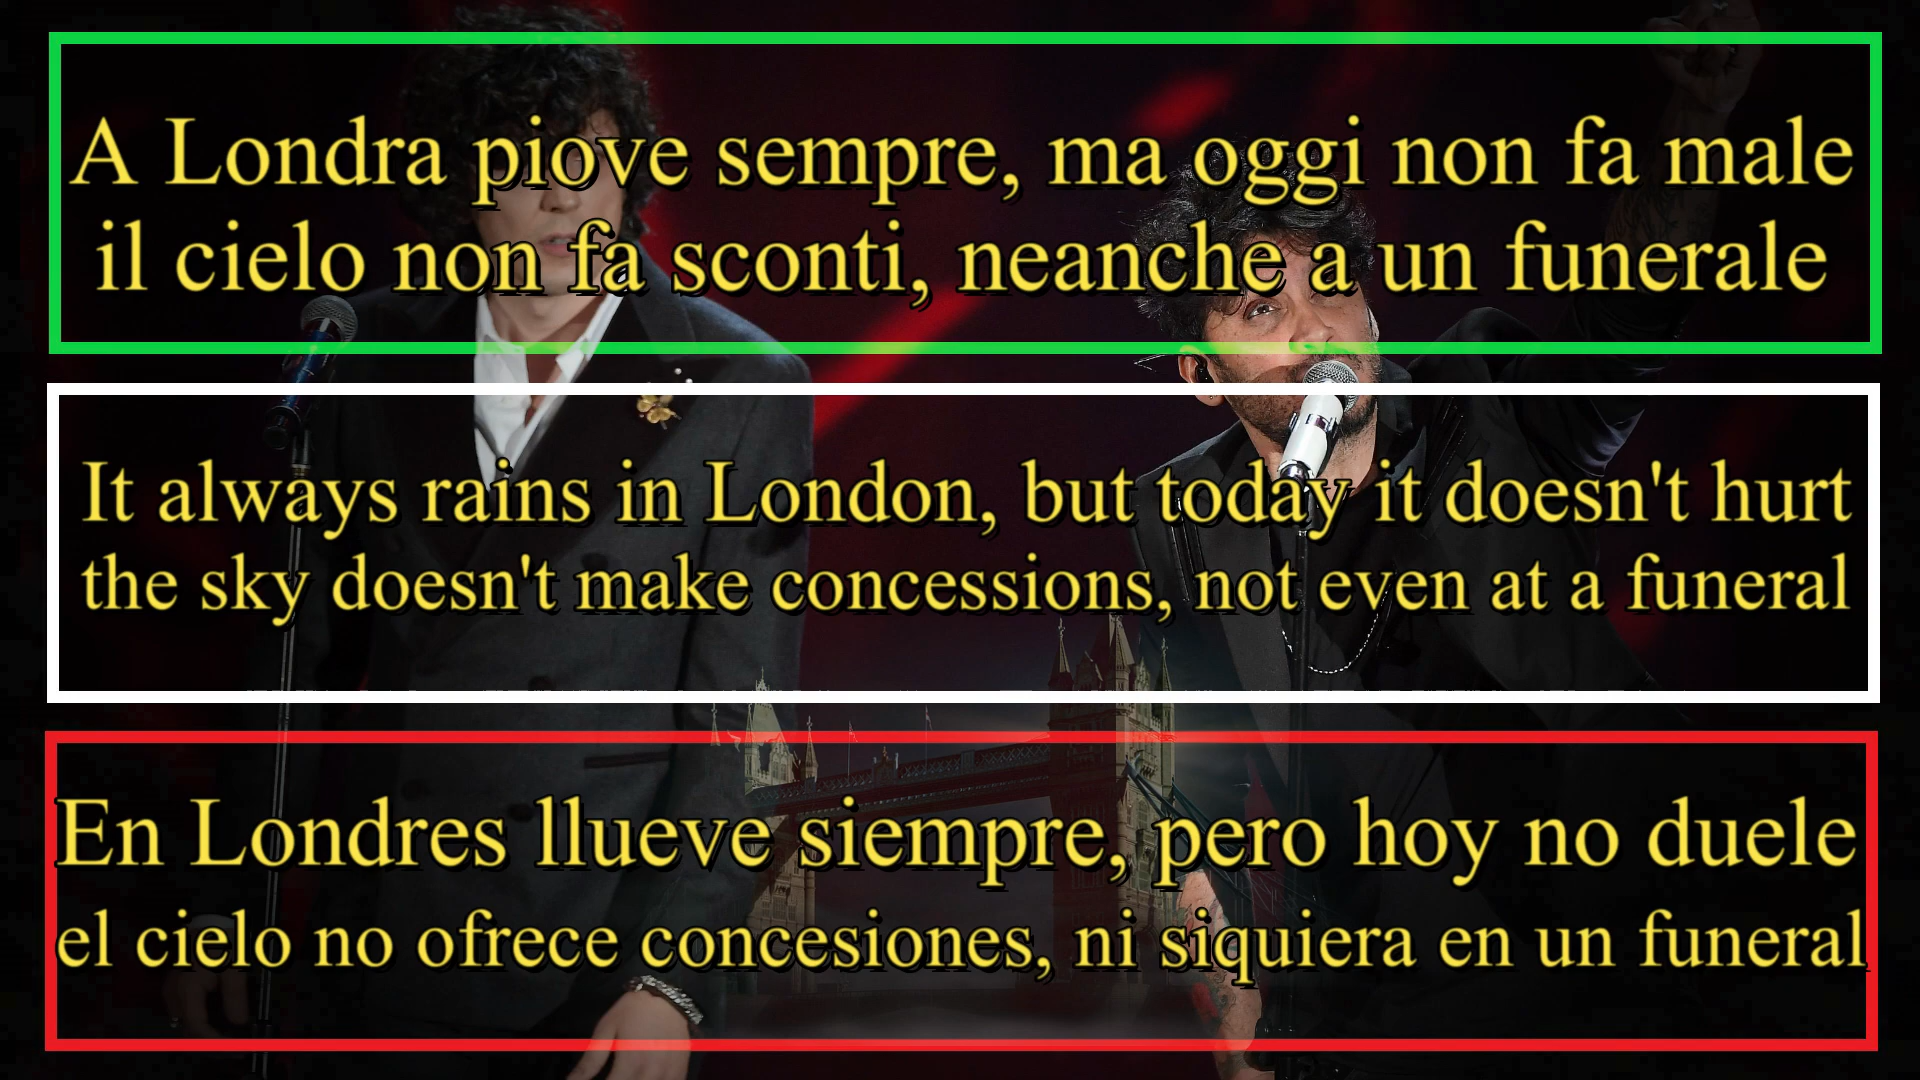 A Londra piove sempre, ma oggi non fa male
il cielo non fa sconti, neanche a un funerale
It always rains in London, but today it doesn't hurt
the sky doesn't make concessions, not even at a funeral
En Londres llueve siempre, pero hoy no duele
el cielo no ofrece concesiones, ni siquiera en un funeral